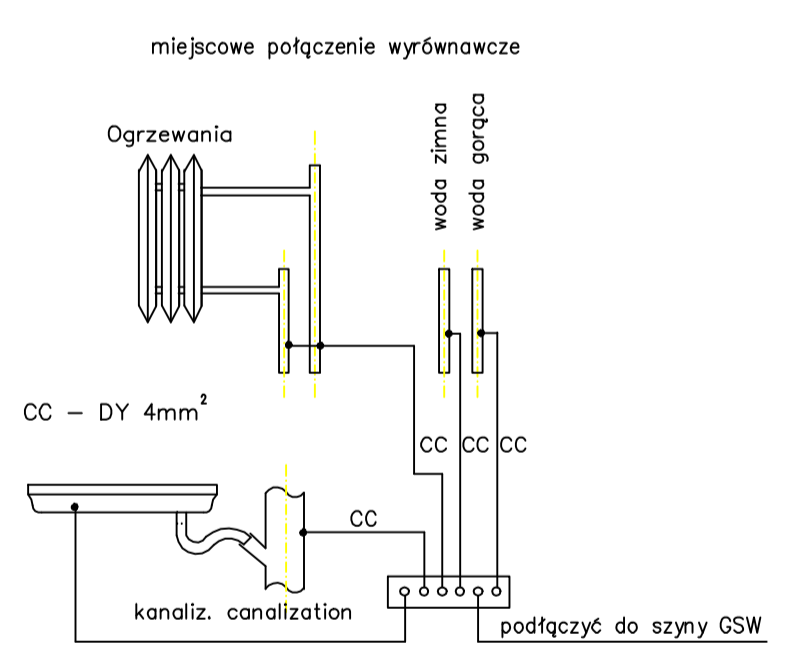 miejscowe połączenie wyrównawcze
Ogrzewania
woda zimna
woda gorąca
CC – DY 4mm²
CC CC CC
CC
kanaliz. canalization
podłączyć do szyny GSW